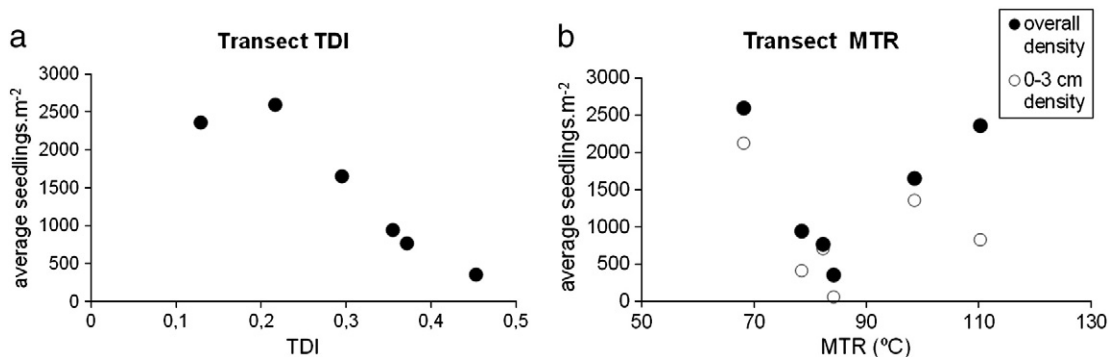 a
Transect TDI
average seedlings.m-2
3000
2500
2000
1500
1000
500
0
0
0,1
0,2
0,3
0,4
0,5
TDI
b
Transect MTR
overall
density
0-3 cm
density
average seedlings.m-2
3000
2500
2000
1500
1000
500
0
50
70
90
110
130
MTR (ºC)